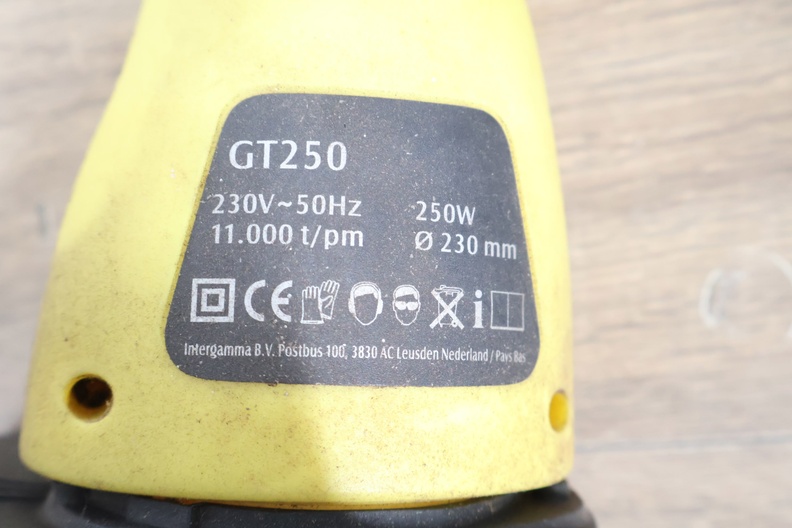 GT250
230V~50Hz 250W
11.000 t/pm Ø 230 mm
CE i
Intergamma B.V. Postbus 100, 3830 AC Leusden Nederland / Pays Bas